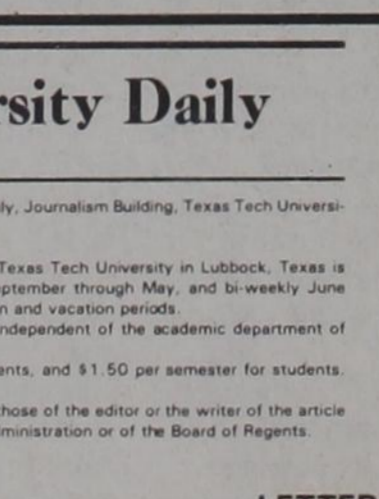 rsity Daily
ly, Journalism Building, Texas Tech Universi-
Texas Tech University in Lubbock, Texas is
ptember through May, and bi-weekly June
n and vacation periods.
ndependent of the academic department of
ents, and $1.50 per semester for students.
hose of the editor or the writer of the article
ministration or of the Board of Regents.